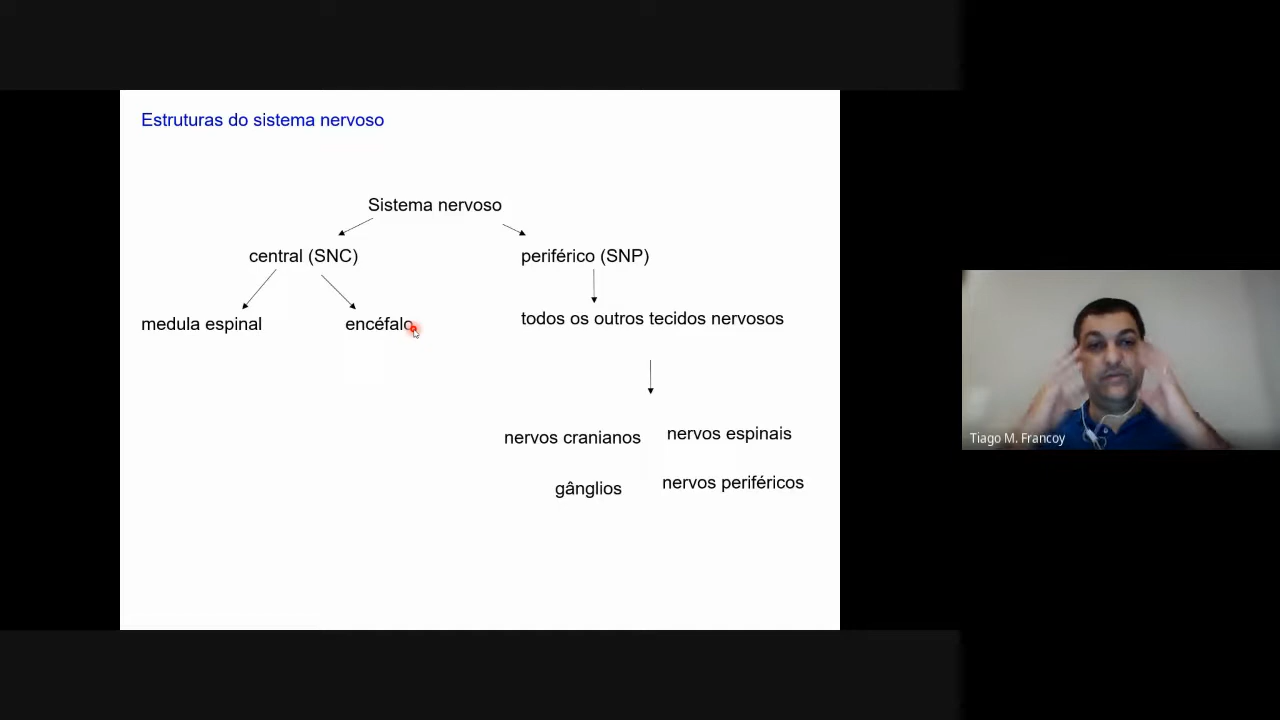 Estruturas do sistema nervoso
Sistema nervoso
central (SNC)
periférico (SNP)
medula espinal
encéfalo
todos os outros tecidos nervosos
nervos cranianos
nervos espinais
gânglios
nervos periféricos
Tiago M. Francoy